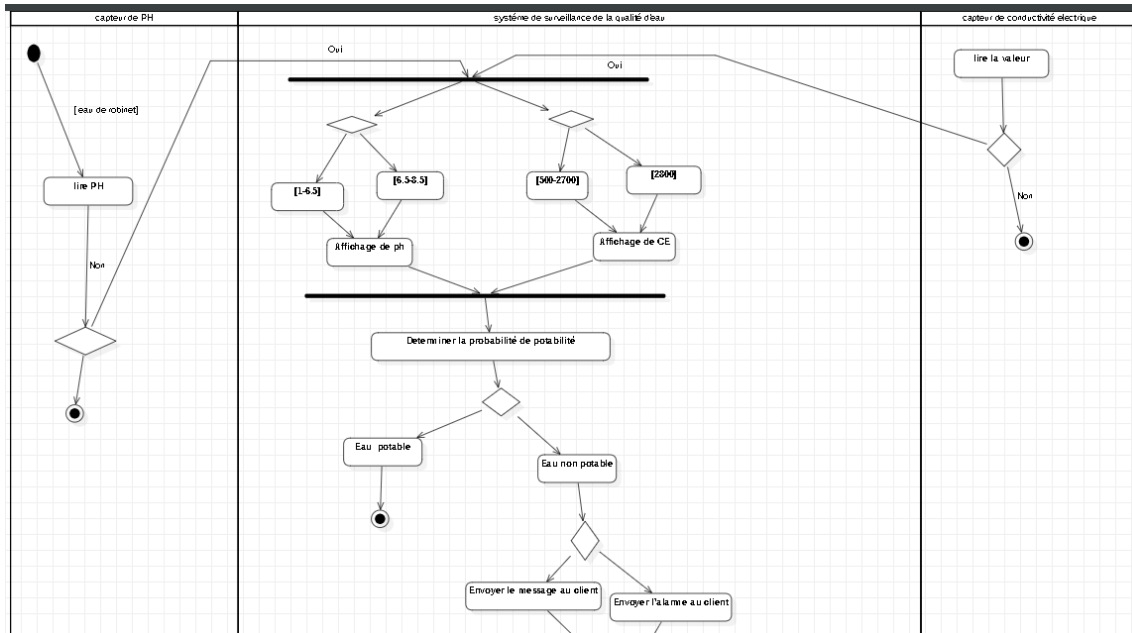 capteur de PH
systéme de surveillance de la qualité d'eau
capteur de conductivité electrique
Oui
Oui
lire la valeur
[eau de robinet]
lire PH
[1-6.5]
[6.5-8.5]
[500-2700]
[2800]
Non
Affichage de ph
Affichage de CE
Non
Determiner la probabilité de potabilité
Eau potable
Eau non potable
Envoyer le message au client
Envoyer l'alarme au client